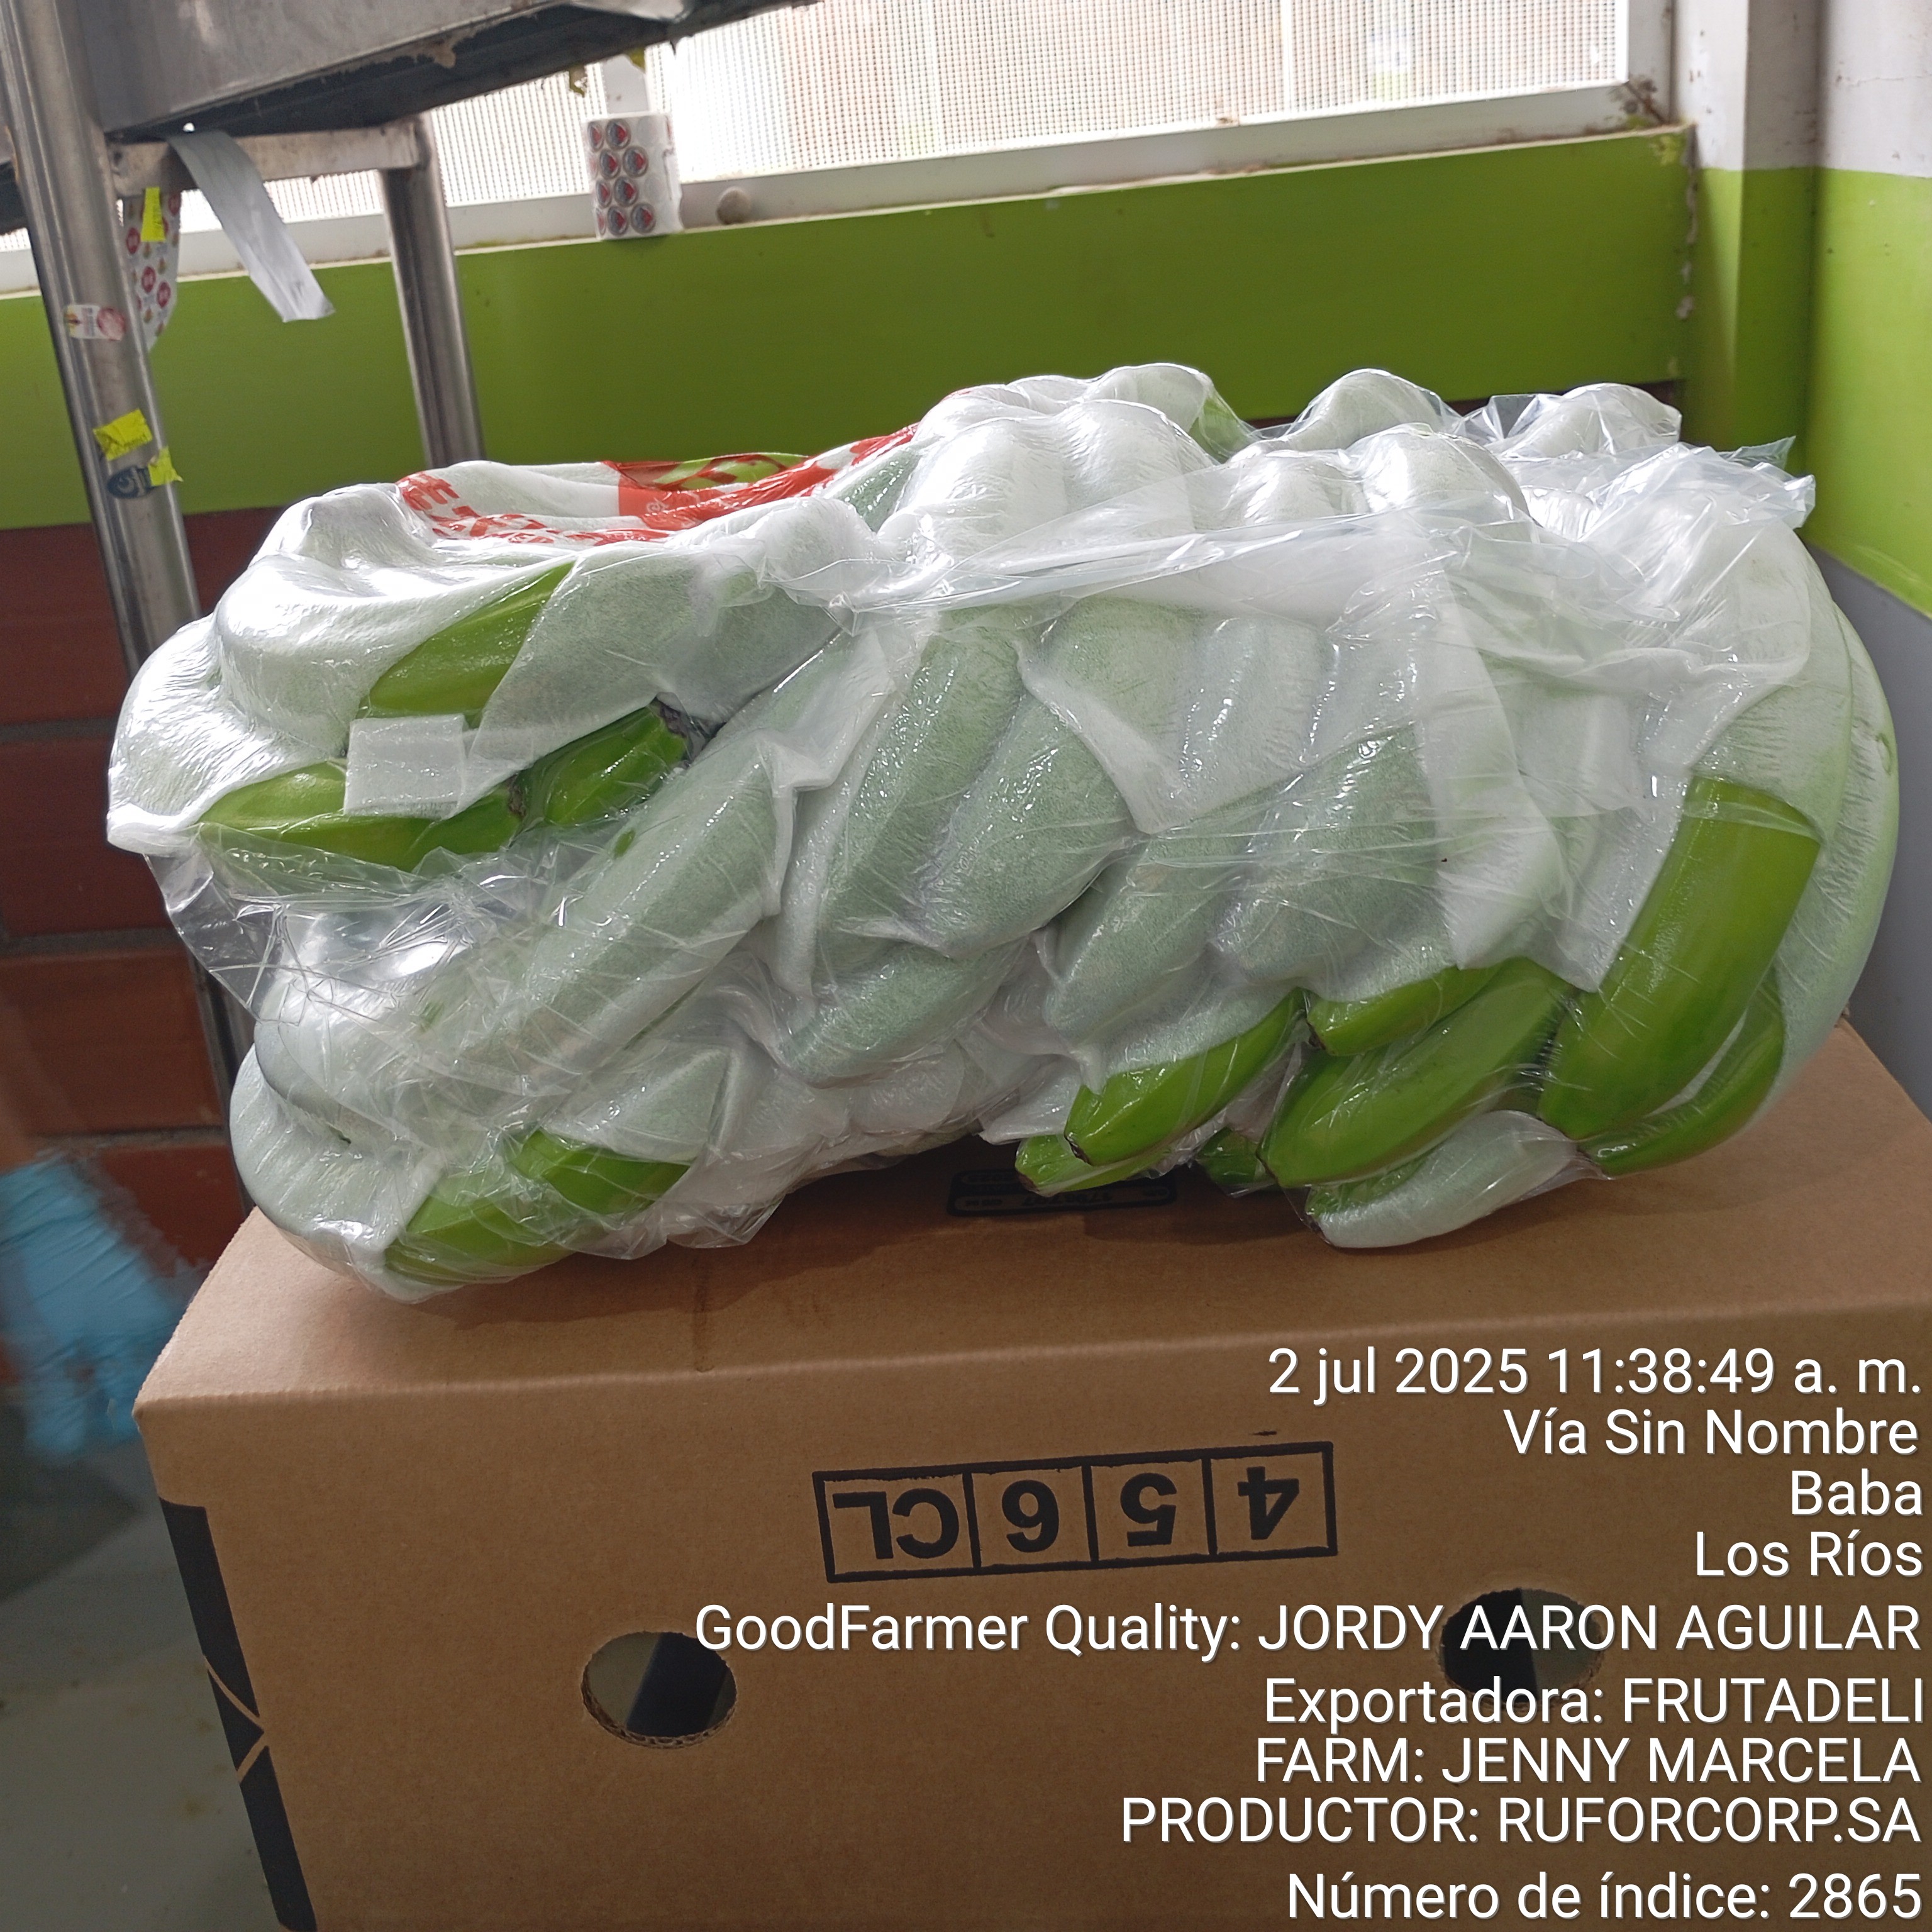 2 jul 2025 11:38:49 a. m.
Vía Sin Nombre
Baba
Los Ríos
GoodFarmer Quality: JORDY AARON AGUILAR
Exportadora: FRUTADELI
FARM: JENNY MARCELA
PRODUCTOR: RUFORCORP.SA
Número de índice: 2865
4 5 6 CL